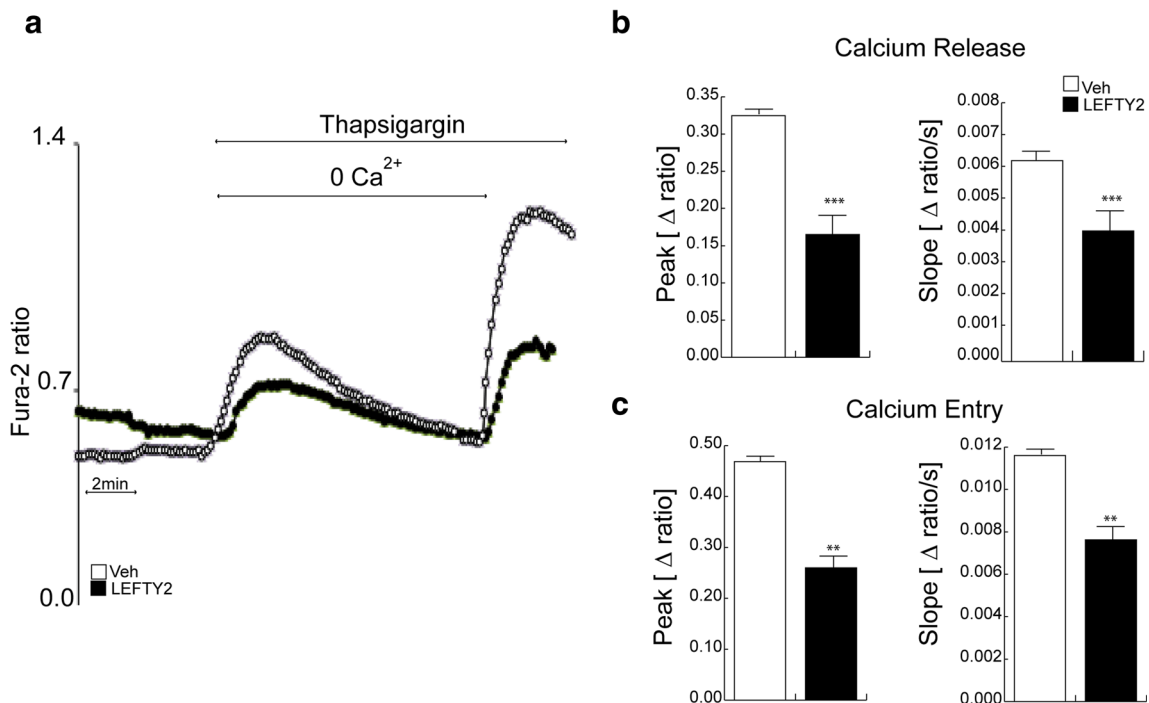 a
Thapsigargin
0 Ca2+
1.4
0.7
0.0
Fura-2 ratio
2min
Veh
LEFTY2
b
Calcium Release
Veh
LEFTY2
Peak [ Δ ratio]
0.35
0.30
0.25
0.20
0.15
0.10
0.05
0.00
***
Slope [ Δ ratio/s]
0.008
0.007
0.006
0.005
0.004
0.003
0.002
0.001
0.000
***
c
Calcium Entry
Peak [ Δ ratio]
0.50
0.40
0.30
0.20
0.10
0.00
**
Slope [ Δ ratio/s]
0.012
0.010
0.008
0.006
0.004
0.002
0.000
**